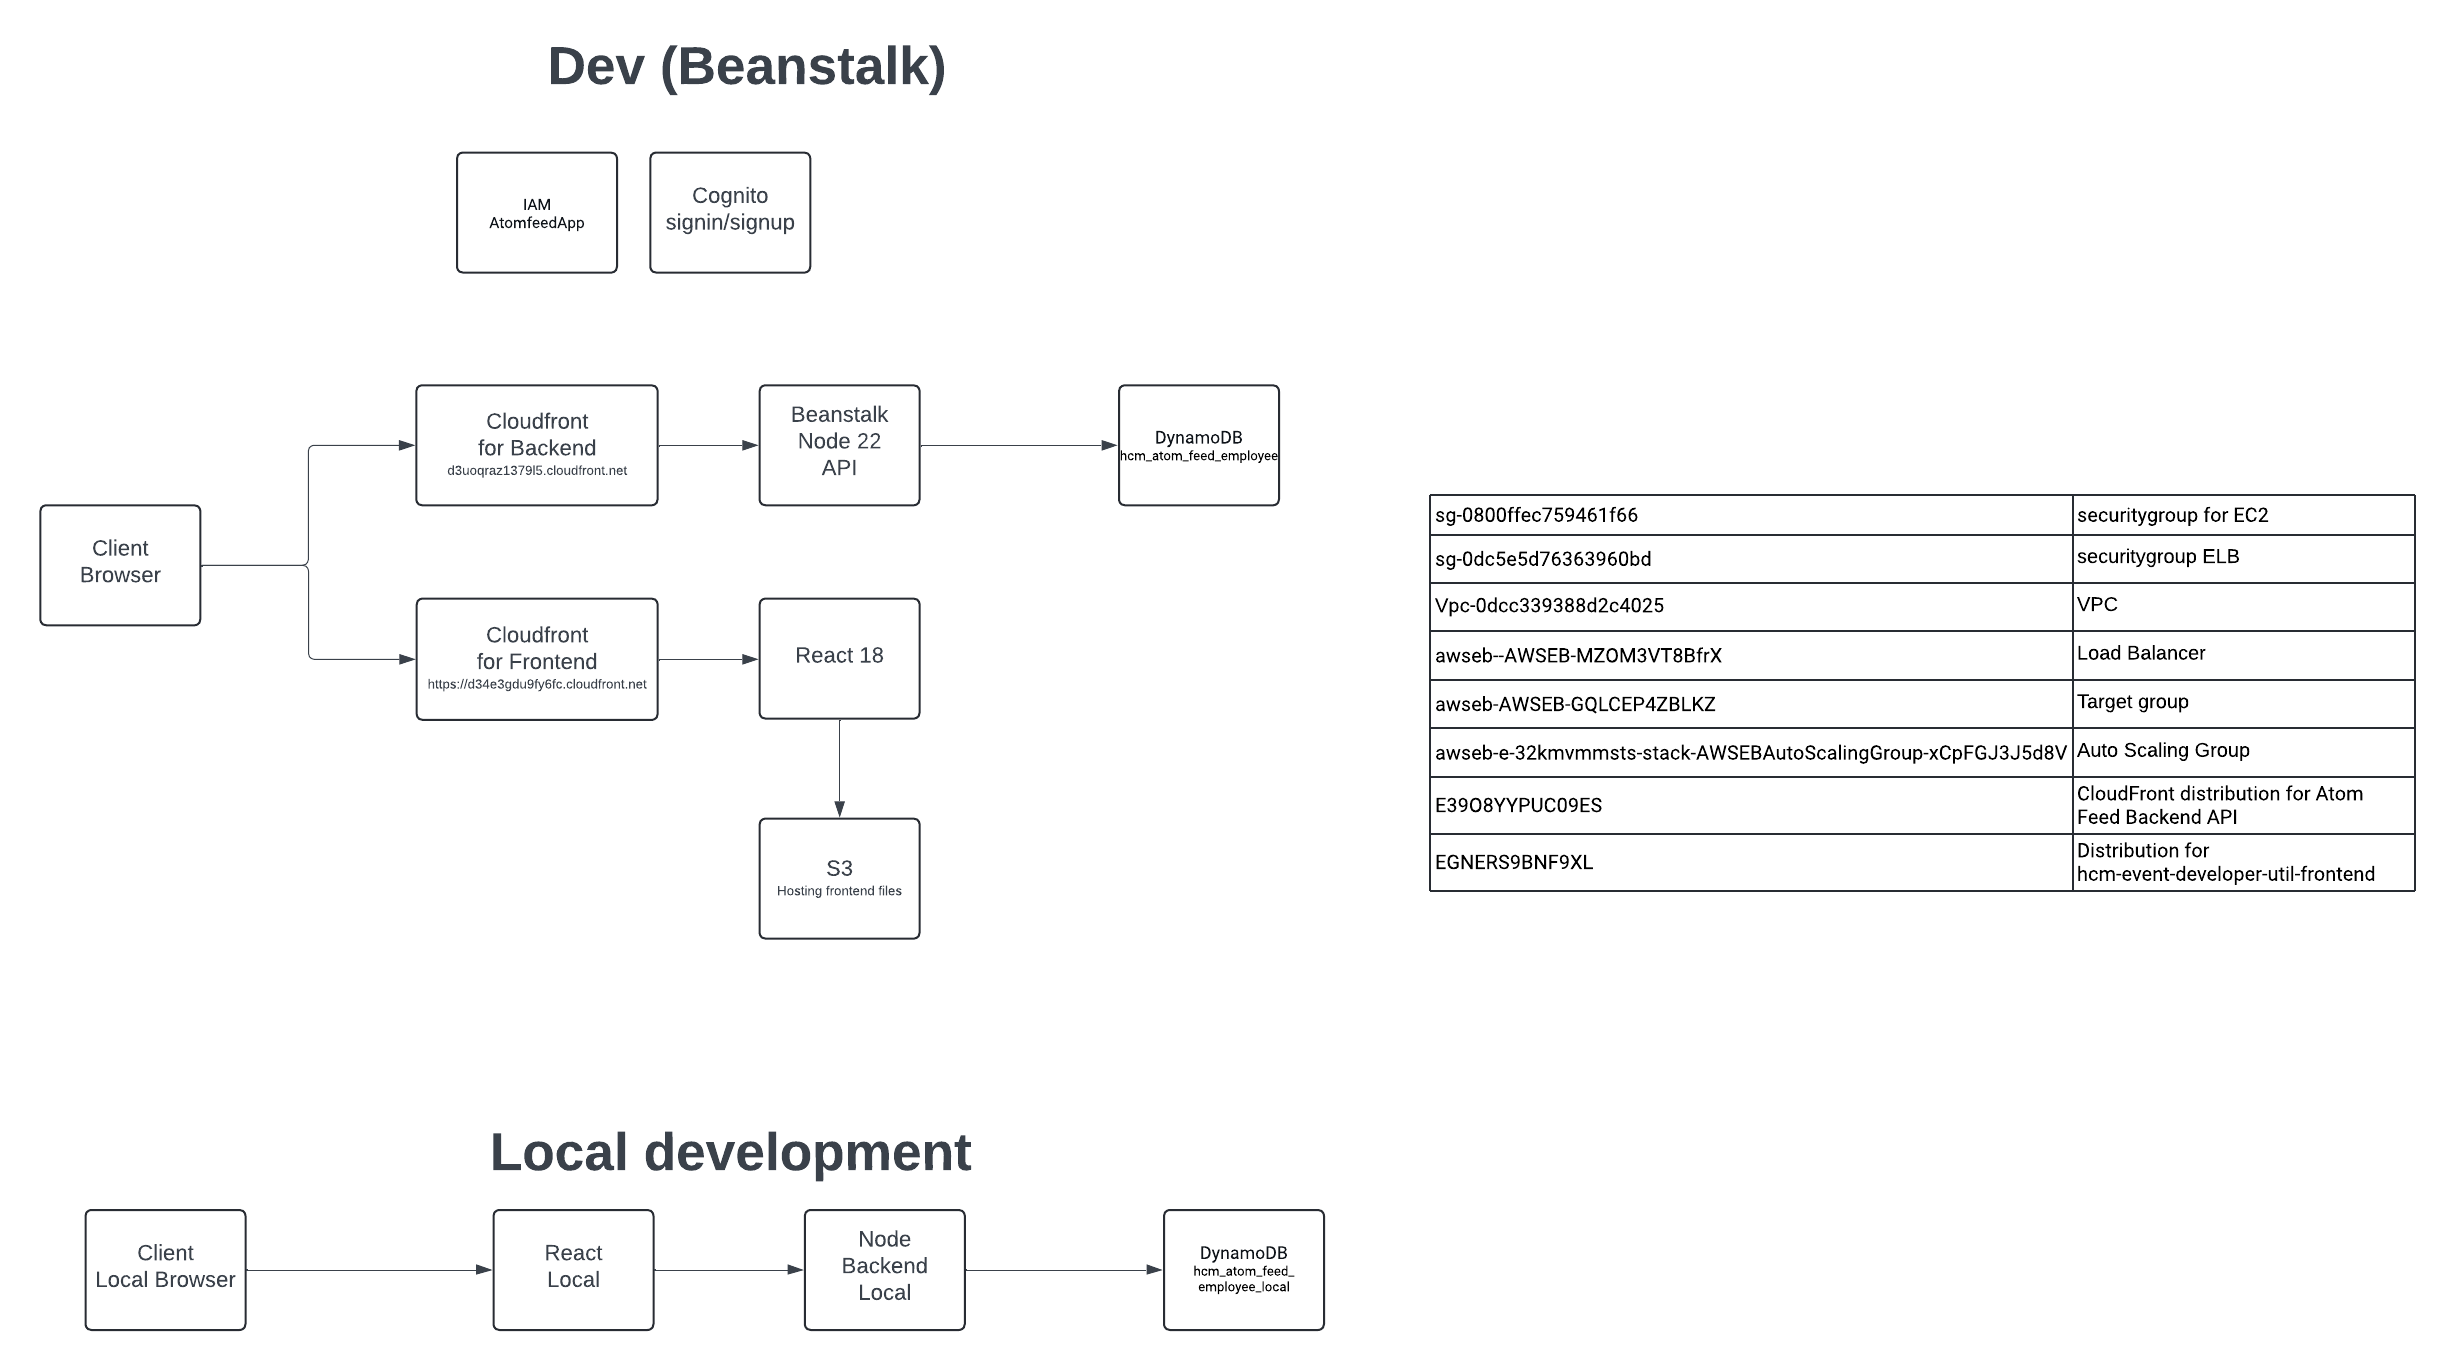 Dev (Beanstalk)
IAM
AtomfeedApp
Cognito
signin/signup
Cloudfront
for Backend
d3uoqraz1379l5.cloudfront.net
Beanstalk
Node 22
API
DynamoDB
hcm_atom_feed_employee
Client
Browser
Cloudfront
for Frontend
https://d34e3gdu9fy6fc.cloudfront.net
React 18
S3
Hosting frontend files
sg-0800ffec759461f66
securitygroup for EC2
sg-0dc5e5d76363960bd
securitygroup ELB
Vpc-0dcc339388d2c4025
VPC
awseb--AWSEB-MZOM3VT8BfrX
Load Balancer
awseb-AWSEB-GQLCEP4ZBLKZ
Target group
awseb-e-32kmvmmsts-stack-AWSEBAutoScalingGroup-xCpFGJ3J5d8V
Auto Scaling Group
E39O8YYPUC09ES
CloudFront distribution for Atom
Feed Backend API
EGNERS9BNF9XL
Distribution for
hcm-event-developer-util-frontend
Local development
Client
Local Browser
React
Local
Node
Backend
Local
DynamoDB
hcm_atom_feed_
employee_local